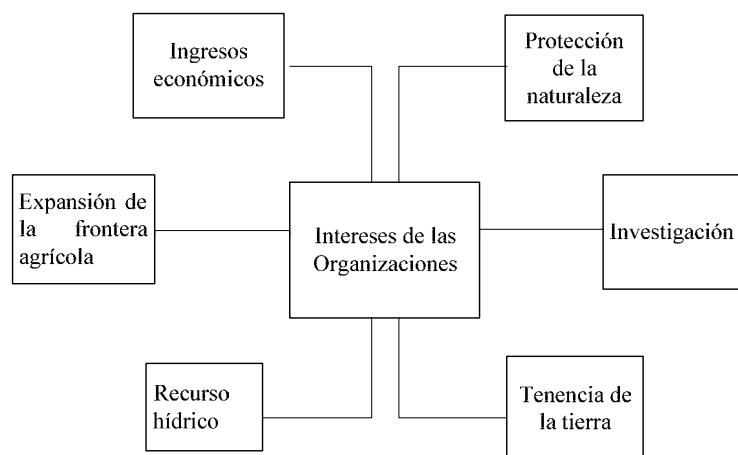 Ingresos
económicos
Protección
de la
naturaleza
Expansión de
la frontera
agrícola
Intereses de las
Organizaciones
Investigación
Recurso
hídrico
Tenencia de
la tierra